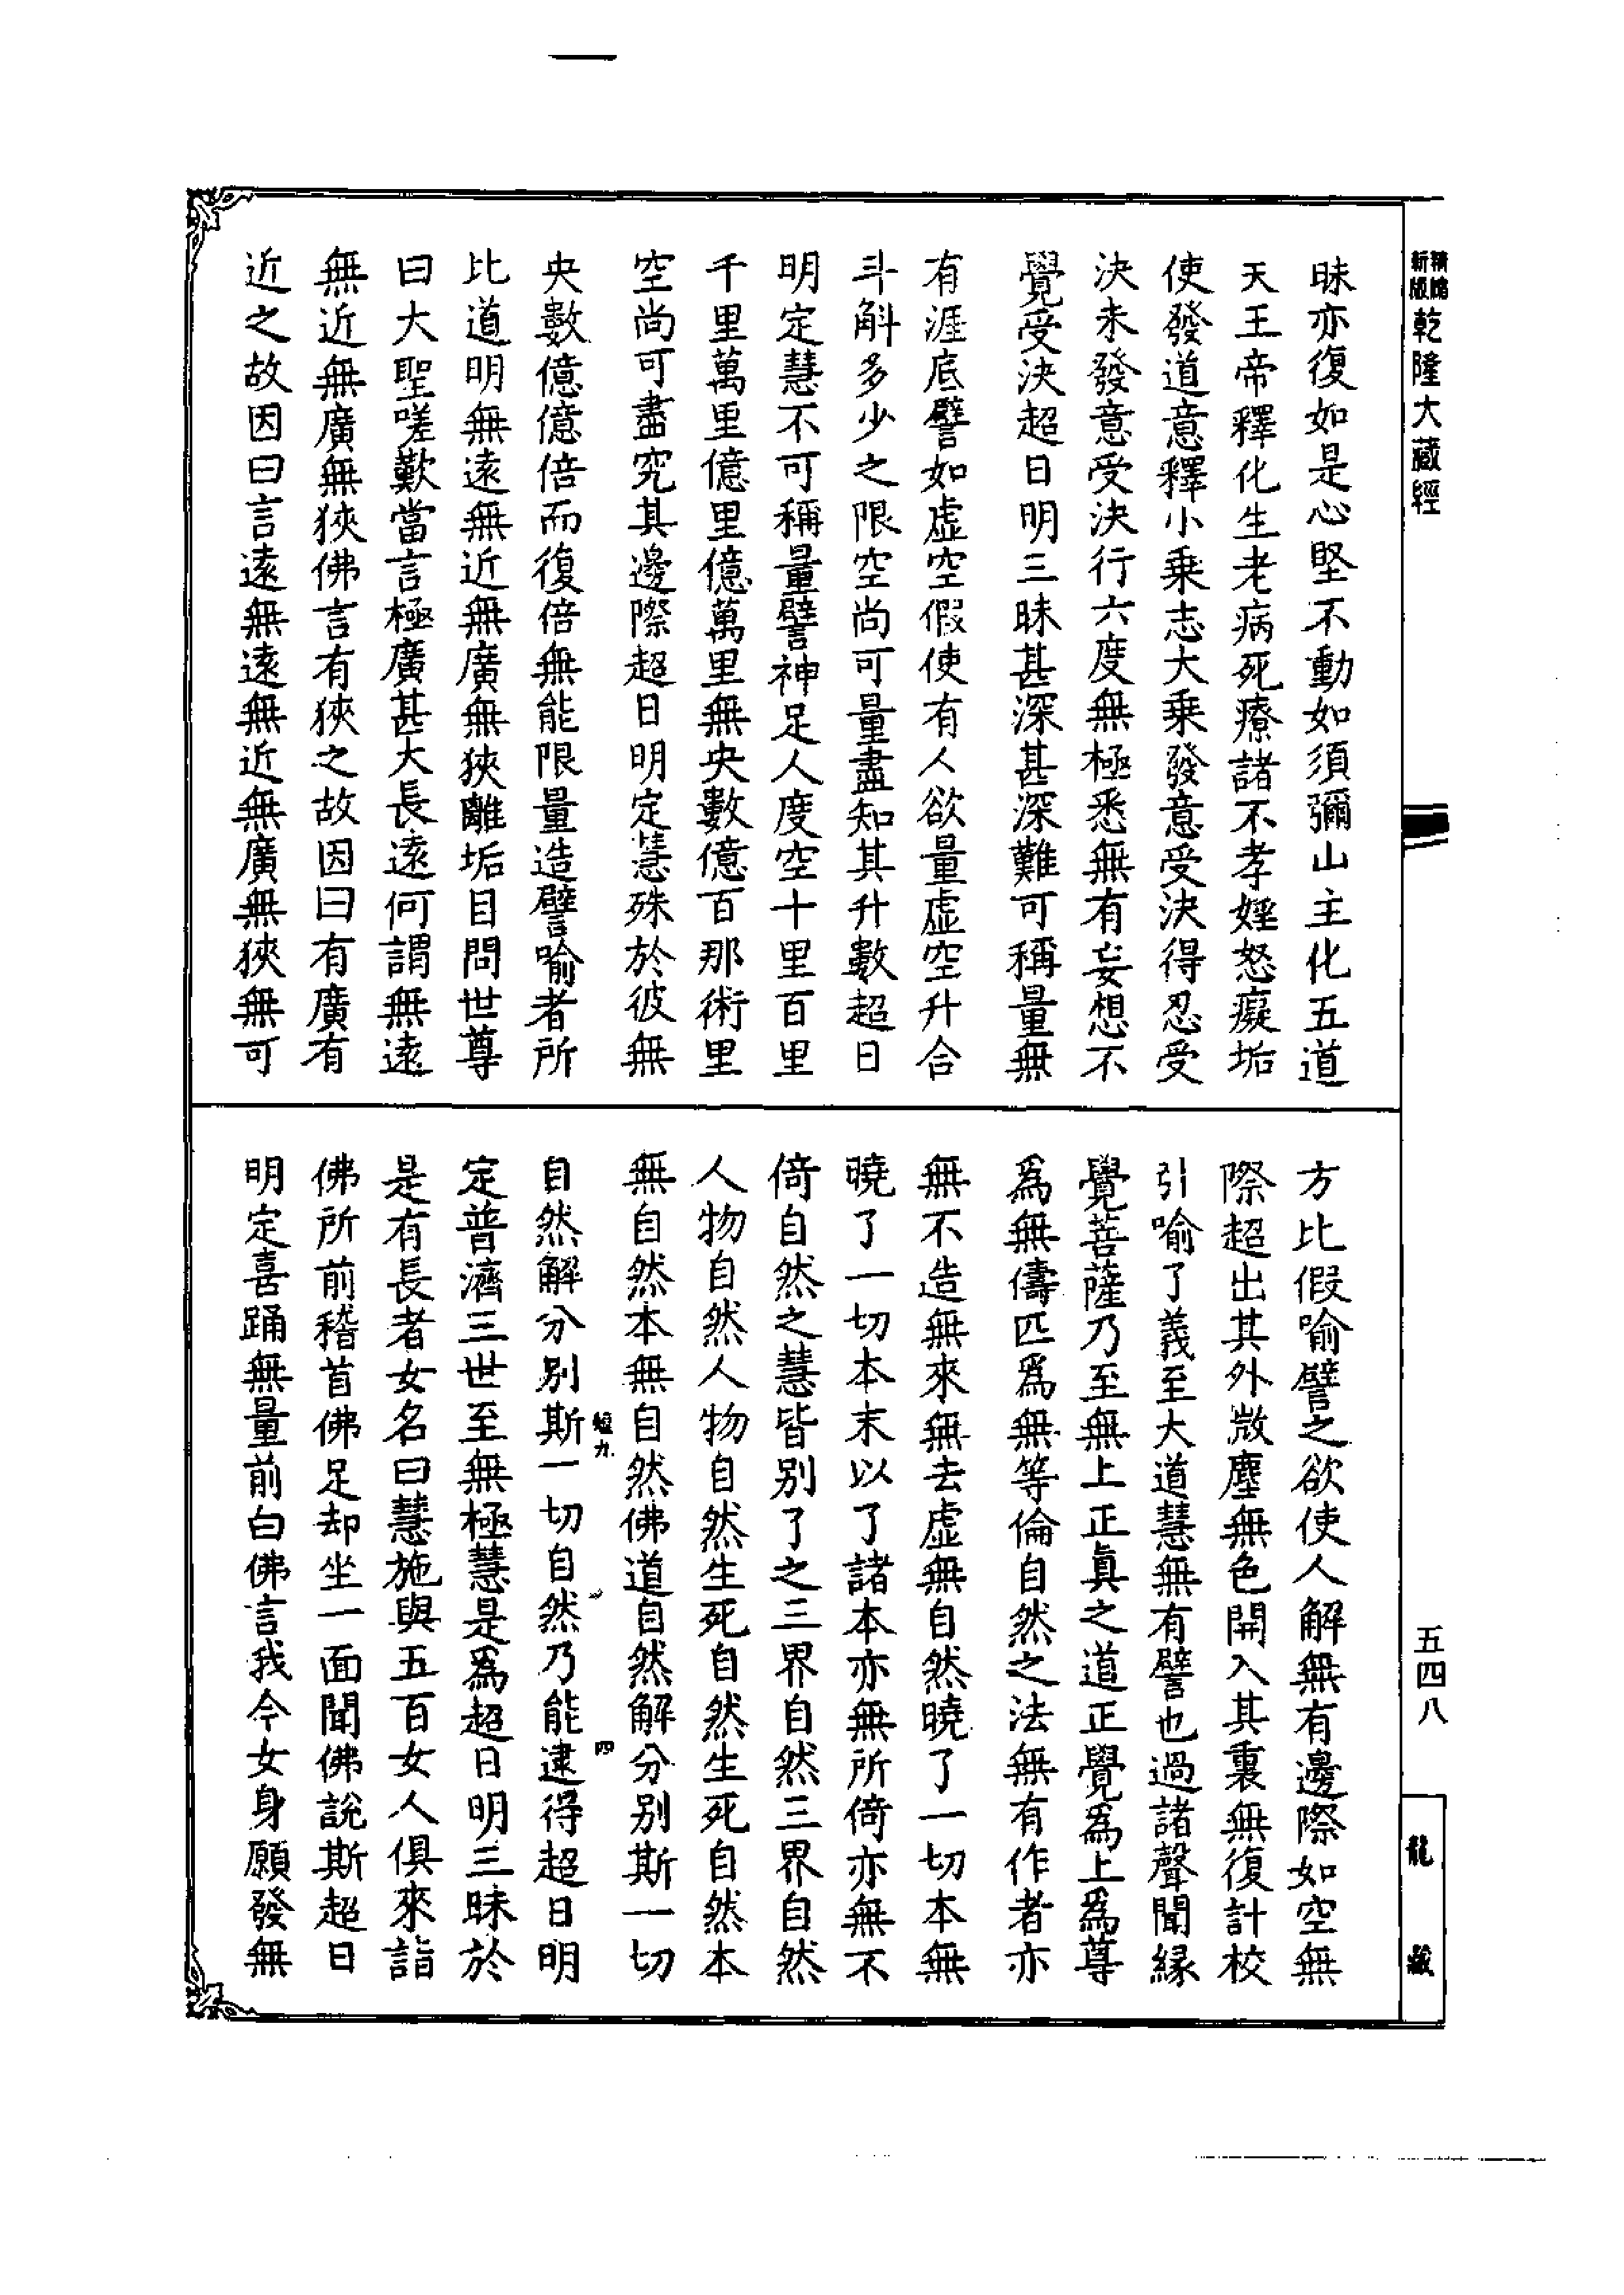 精編
新版
乾隆大藏經
五四八
龍藏
昧亦復如是心堅不動如須彌山主化五道
天王帝釋化生老病死療諸不孝婬怒癡垢
使發道意釋小乘志大乘發意受決得忍受
決未發意受決行六度無極悉無有妄想不
覺受決超日明三昧甚深甚深難可稱量無
有涯底譬如虛空假使有人欲量虛空升合
斗斛多少之限空尚可量盡知其升數超日
明定慧不可稱量譬神足人度空十里百里
千里萬里億里億萬里無央數億百那術里
空尚可盡究其邊際超日明定慧殊於彼無
央數億億倍而復倍無能限量造譬喻者所
比道明無遠無近無廣無狹離垢目問世尊
曰大聖嗟歎當言極廣甚大長遠何謂無遠
無近無廣無狹佛言有狹之故因曰有廣有
近之故因曰言遠無遠無近無廣無狹無可
方比假喻譬之欲使人解無有邊際如空無
際超出其外微塵無色開入其裏無復計校
引喻了義至大道慧無有譬也過諸聲聞緣
覺菩薩乃至無上正真之道正覺爲上爲尊
爲無儔匹爲無等倫自然之法無有作者亦
無不造無來無去虛無自然曉了一切本無
曉了一切本末以了諸本亦無所倚亦無不
倚自然之慧皆別了之三界自然三界自然
人物自然人物自然生死自然生死自然本
無自然本無自然佛道自然解分別斯一切
自然解分別斯一切自然乃能逮得超日明
定普濟三世至無極慧是爲超日明三昧於
是有長者女名曰慧施與五百女人俱來詣
佛所前稽首佛足却坐一面聞佛說斯超日
明定喜踊無量前白佛言我今女身願發無
四